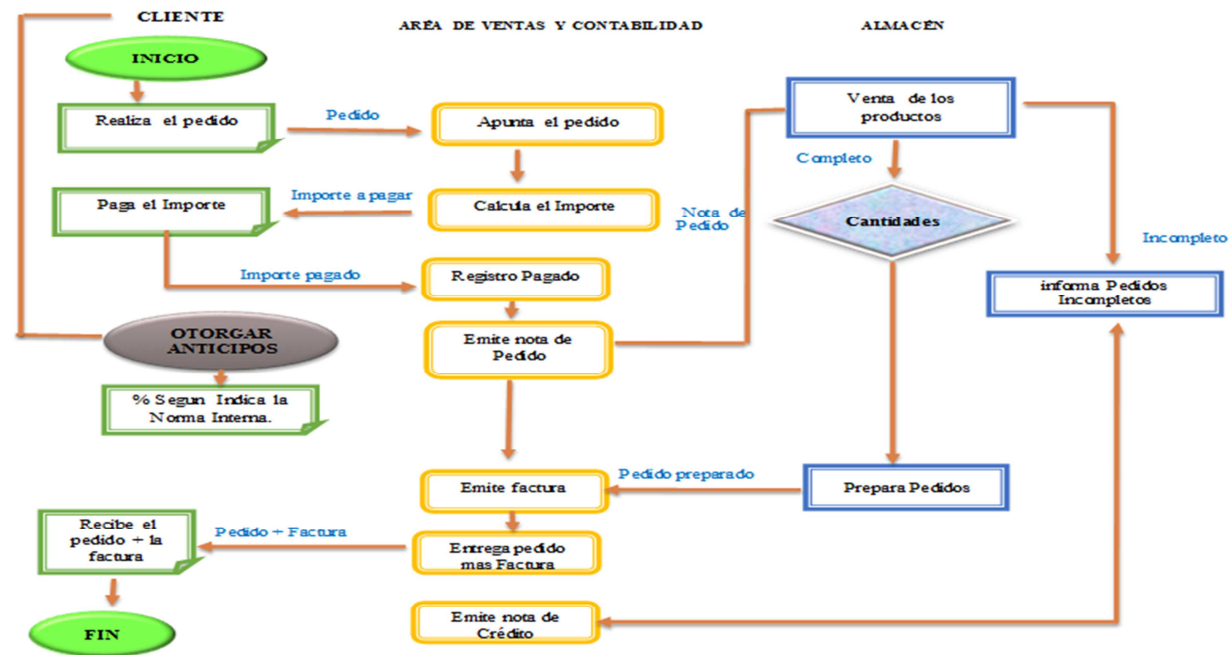 CLIENTE
AREÁ DE VENTAS Y CONTABILIDAD
ALMACÉN
INICIO
Realiza el pedido
Pedido
Apunta el pedido
Venta de los
productos
Completo
Paga el Importe
Importe a pagar
Calcula el Importe
Nota de
Pedido
Cantidades
Incompleto
Importe pagado
Registro Pagado
informa Pedidos
Incompletos
OTORGAR
ANTICIPOS
Emite nota de
Pedido
% Segun Indica la
Norma Interna.
Emite factura
Pedido preparado
Prepara Pedidos
Recibe el
pedido + la
factura
Pedido + Factura
Entrega pedido
mas Factura
Emite nota de
Crédito
FIN